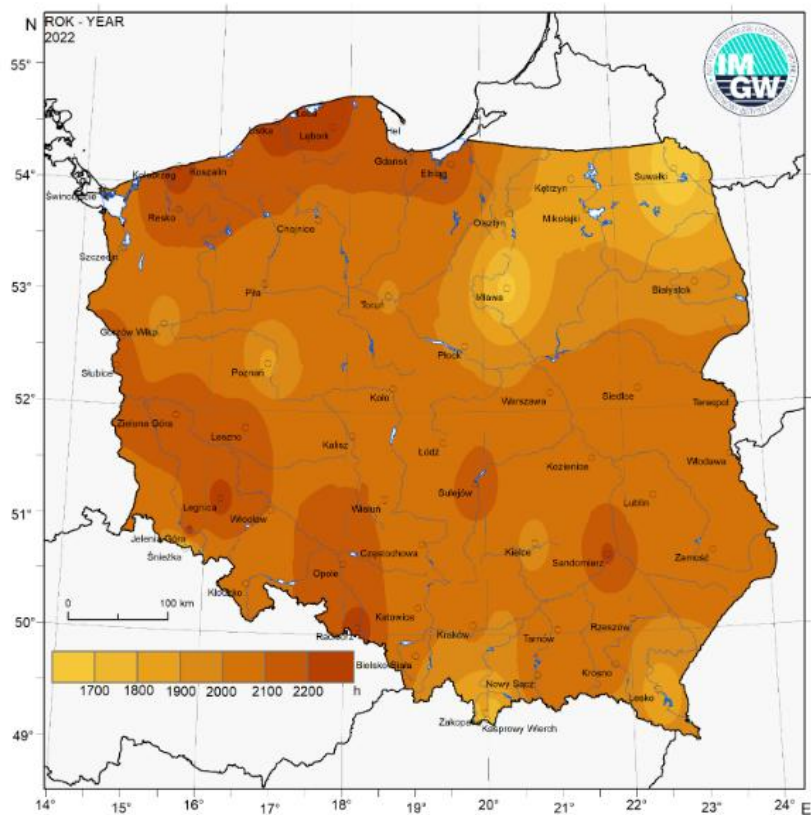 N
ROK - YEAR
2022
IM
GW
55°
Łeba
Ustka
Lębork
Hel
Kołobrzeg
Koszalin
Gdańsk
Elbląg
54°
Świnoujście
Resko
Kętrzyn
Suwałki
Chojnice
Olsztyn
Mikołajki
Szczecin
53°
Piła
Toruń
Mława
Białystok
Gorzów Wlkp.
Płock
Słubice
Poznań
52°
Koło
Warszawa
Siedlce
Terespol
Zielona Góra
Leszno
Kalisz
Łódź
Kozienice
Włodawa
Legnica
Wrocław
Wieluń
Sulejów
Lublin
51°
Jelenia Góra
Śnieżka
Częstochowa
Kielce
Sandomierz
Zamość
Opole
Kłodzko
50°
0 100 km
Racibórz
Katowice
Kraków
Tarnów
Rzeszów
Bielsko-Biała
Nowy Sącz
Krosno
Lesko
1700 1800 1900 2000 2100 2200 h
Kasprowy Wierch
49°
14° 15° 16° 17° 18° 19° 20° 21° 22° 23° E